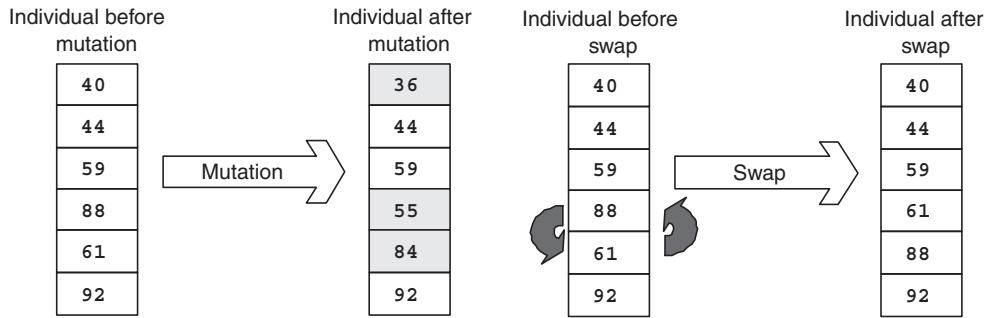 Individual before
mutation
40
44
59
88
61
92
Mutation
Individual after
mutation
36
44
59
55
84
92
Individual before
swap
40
44
59
88
61
92
Swap
Individual after
swap
40
44
59
61
88
92